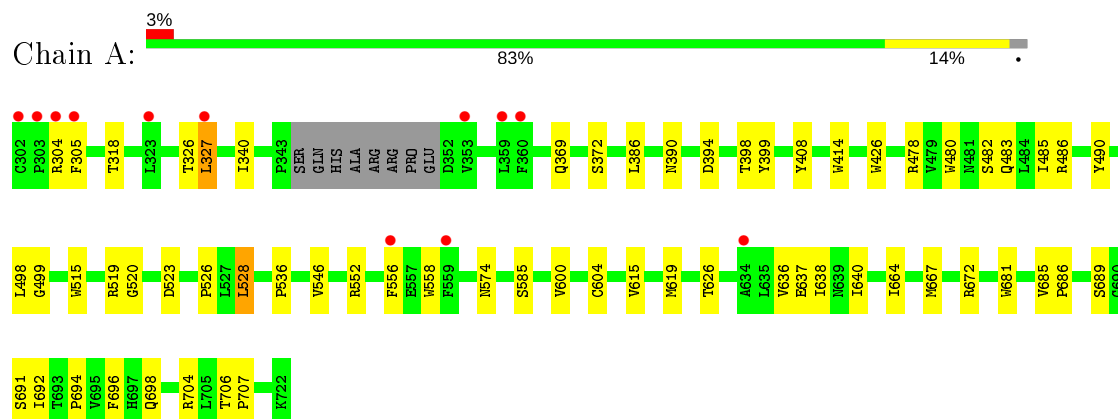 3%
Chain A:
83% 14% •
C302 P303 R304 F305 T318 L323 T326 L327 I340 P343 SER GLN HIS ALA ARG ARG PRO GLU D352 V353 L359 F360 Q369 S372 L386 N390 D394 T398 Y399 Y408 W414 W426 R478 V479 W480 N481 S482 Q483 L484 I485 R486 Y490
L498 G499 W515 R519 G520 D523 P526 L527 L528 P536 V546 R552 F556 E557 W558 F559 N574 S585 V600 C604 V615 M619 T626 A634 L635 V636 E637 I638 N639 I640 I664 M667 R672 W681 V685 P686 S689 C690
S691 I692 T693 P694 V695 F696 H697 Q698 R704 L705 T706 P707 K722